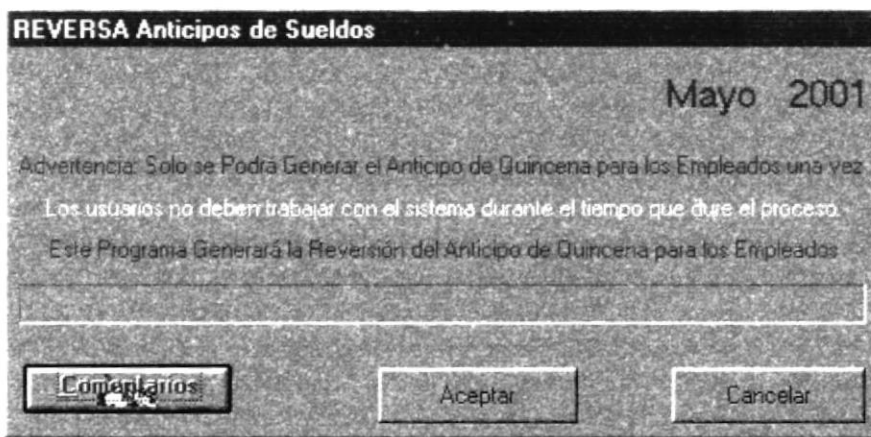 REVERSA Anticipos de Sueldos
Mayo 2001
Advertencia: Solo se Podrá Generar el Anticipo de Quincena para los Empleados una vez
Los usuarios no deben trabajar con el sistema durante el tiempo que dure el proceso.
Este Programa Generará la Reversión del Anticipo de Quincena para los Empleados
Comentarios Aceptar Cancelar